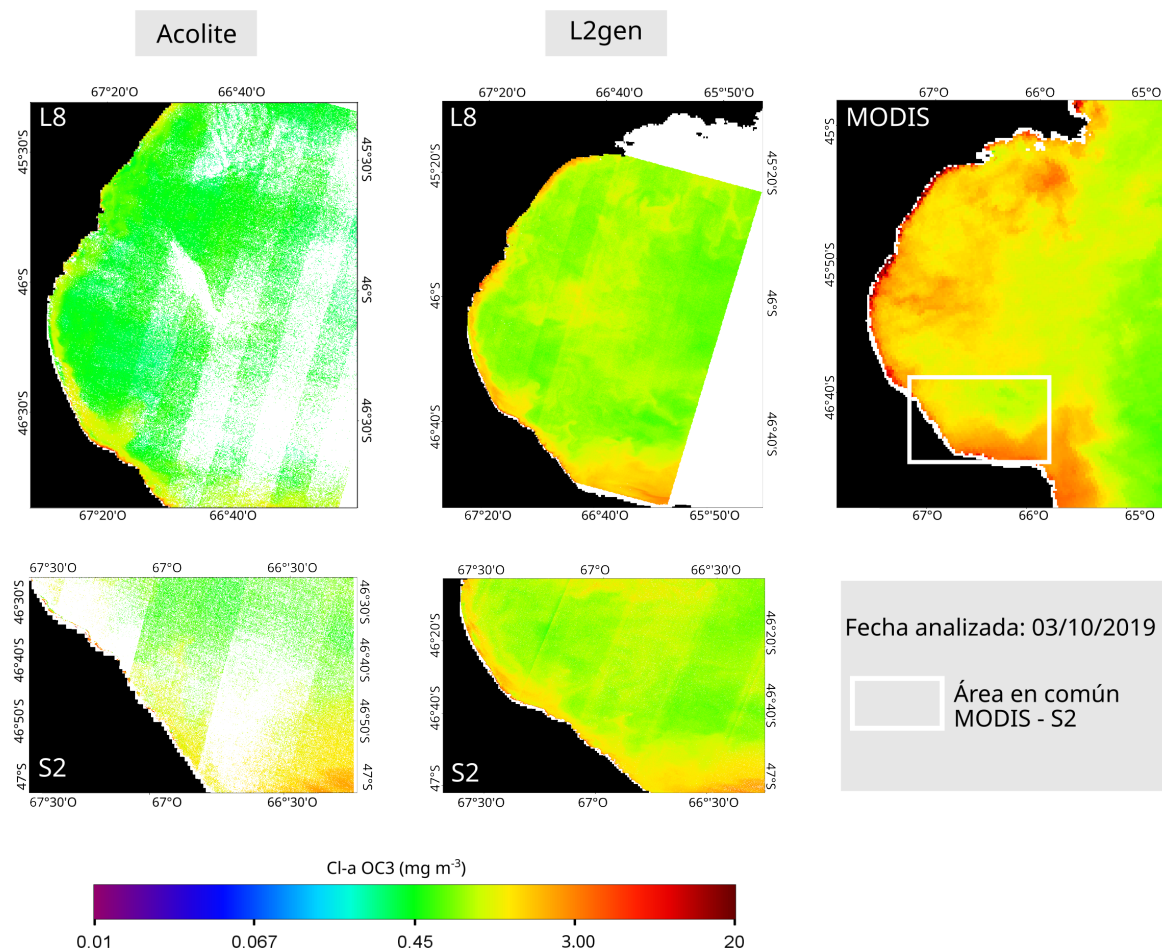 Acolite
L2gen
67°20'O 66°40'O
67°20'O 66°40'O 65°50'O
67°O 66°O 65°O
L8
L8
MODIS
45°30'S
45°30'S
45°20'S
45°20'S
45°S
46°S
46°S
46°S
46°S
45°50'S
46°30'S
46°30'S
46°40'S
46°40'S
46°40'S
67°20'O 66°40'O
67°20'O 66°40'O 65°50'O
67°O 66°O 65°O
67°30'O 67°O 66°30'O
67°30'O 67°O 66°30'O
46°30'S
46°30'S
46°20'S
46°20'S
46°40'S
46°40'S
46°40'S
46°40'S
46°50'S
46°50'S
47°S
47°S
47°S
47°S
S2
S2
67°30'O 67°O 66°30'O
67°30'O 67°O 66°30'O
Fecha analizada: 03/10/2019
Área en común
MODIS - S2
Cl-a OC3 (mg m⁻³)
0.01 0.067 0.45 3.00 20